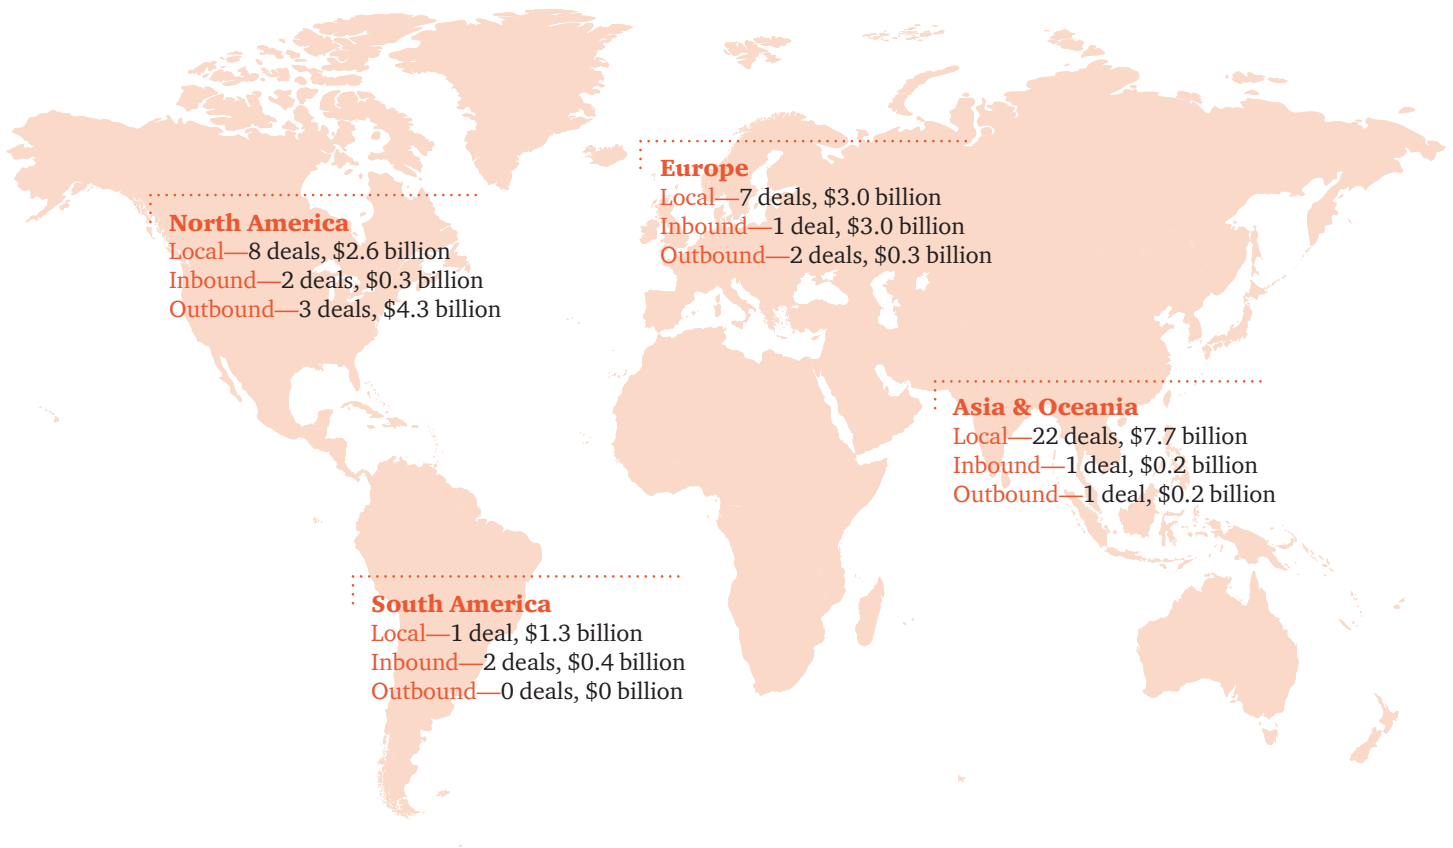 Europe
Local—7 deals, $3.0 billion
Inbound—1 deal, $3.0 billion
Outbound—2 deals, $0.3 billion
North America
Local—8 deals, $2.6 billion
Inbound—2 deals, $0.3 billion
Outbound—3 deals, $4.3 billion
Asia & Oceania
Local—22 deals, $7.7 billion
Inbound—1 deal, $0.2 billion
Outbound—1 deal, $0.2 billion
South America
Local—1 deal, $1.3 billion
Inbound—2 deals, $0.4 billion
Outbound—0 deals, $0 billion